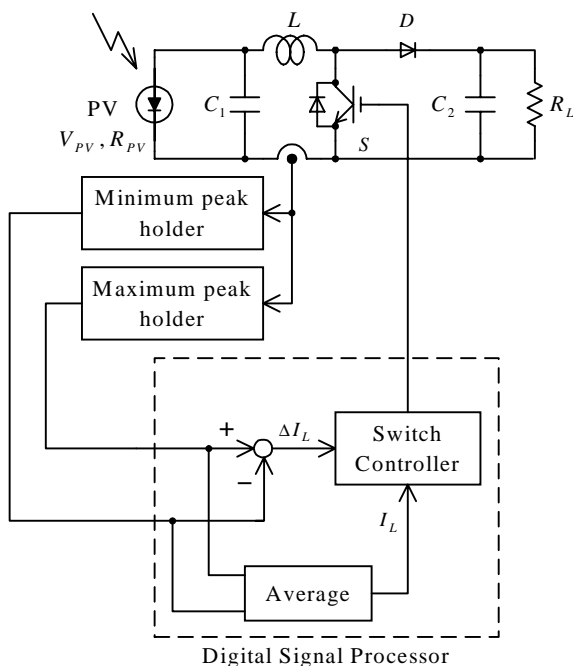 L
D
PV
V_PV, R_PV
C_1
S
C_2
R_L
Minimum peak
holder
Maximum peak
holder
+
−
ΔI_L
Switch
Controller
I_L
Average
Digital Signal Processor